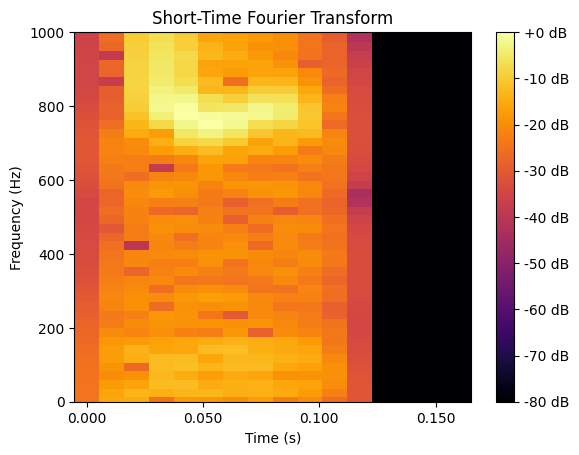 Short-Time Fourier Transform
1000
800
600
400
200
0
Frequency (Hz)
0.000
0.050
0.100
0.150
Time (s)
+0 dB
-10 dB
-20 dB
-30 dB
-40 dB
-50 dB
-60 dB
-70 dB
-80 dB